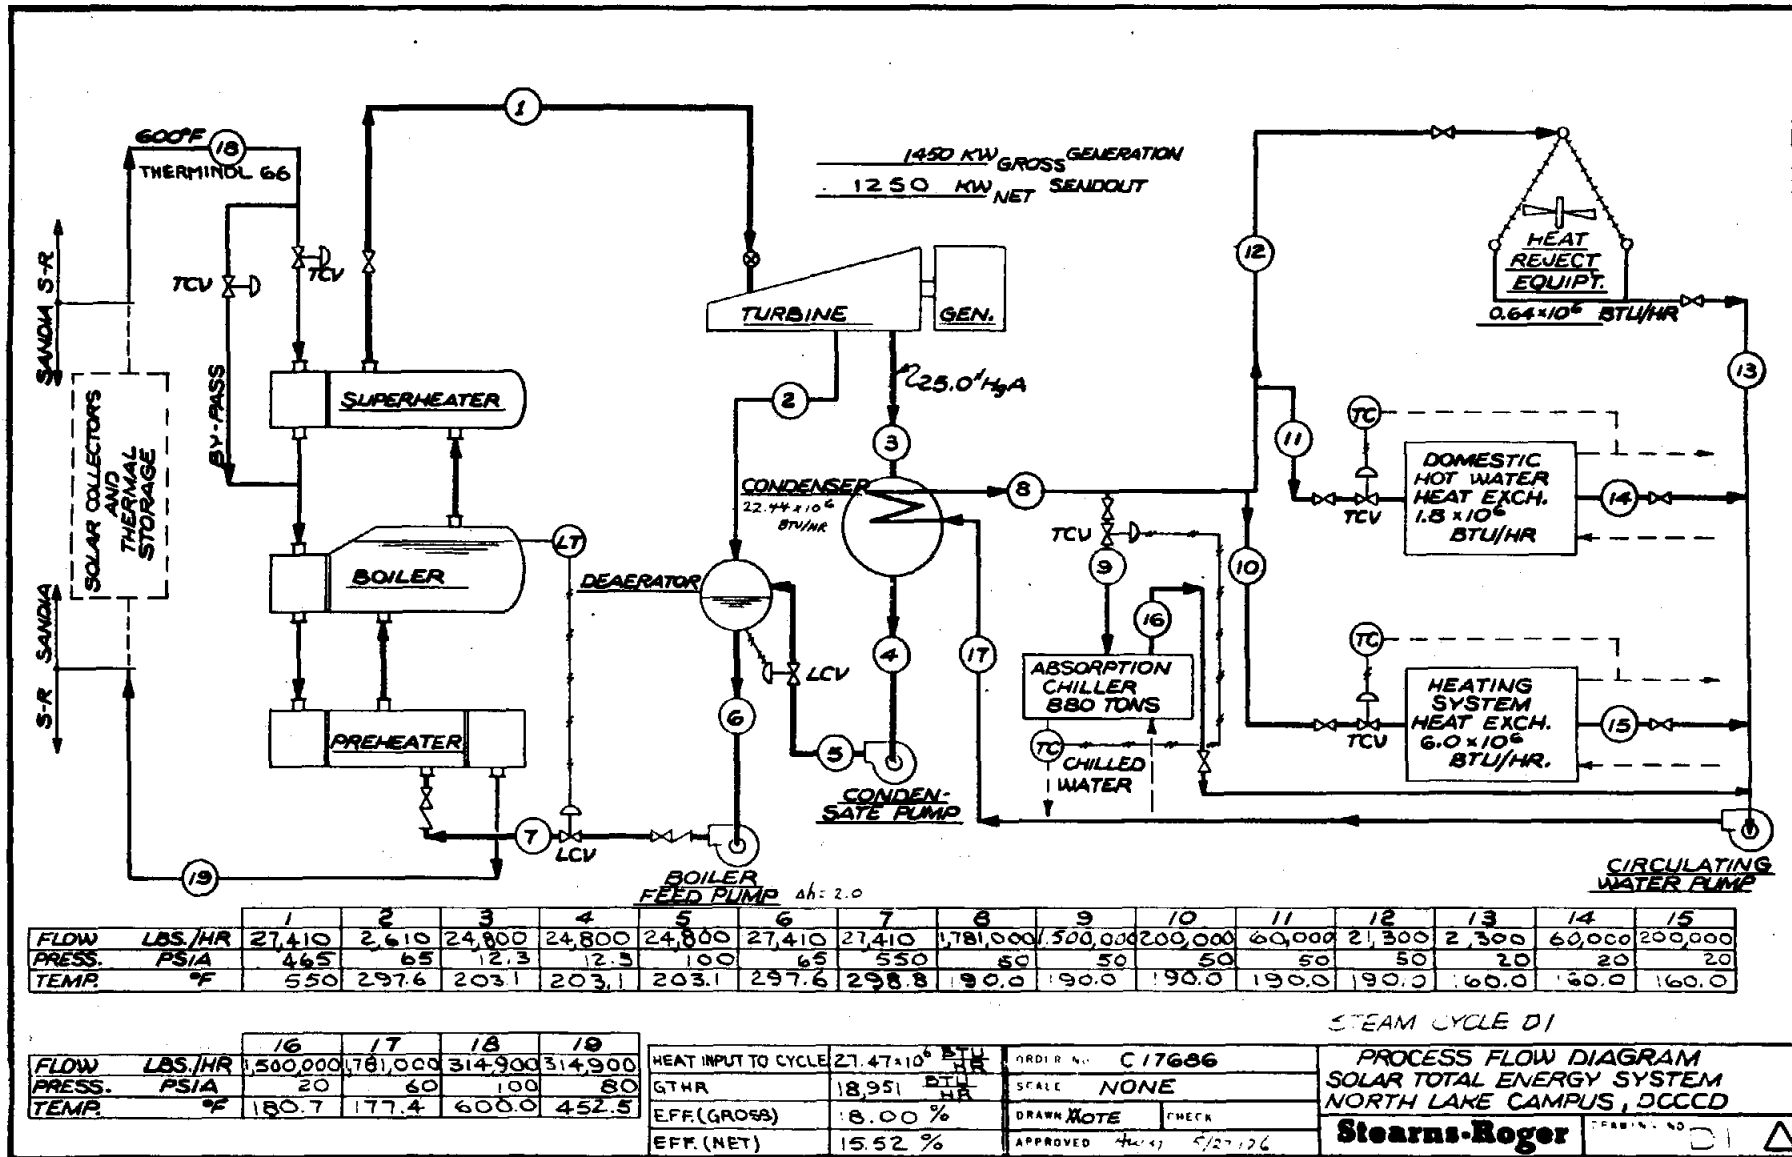 1
600°F
18
THERMINOL 66
1450 KW GROSS GENERATION
1250 KW NET SENDOUT
12
HEAT
REJECT
EQUIPT.
0.64×10⁶ BTU/HR
TCV
TCV
SANDIA S-R
TURBINE
GEN.
13
BY-PASS
SUPERHEATER
2
25.0"HgA
3
11
TC
SOLAR COLLECTORS
AND
THERMAL
STORAGE
CONDENSER
22.44×10⁶
BTU/HR
8
DOMESTIC
HOT WATER
HEAT EXCH.
1.8×10⁶
BTU/HR
14
TCV
TCV
LT
BOILER
DEAERATOR
9
10
16
S-R SANDIA
4
17
LCV
ABSORPTION
CHILLER
880 TONS
TC
HEATING
SYSTEM
HEAT EXCH.
6.0×10⁶
BTU/HR.
15
TCV
6
PREHEATER
5
TC
CHILLED
WATER
CONDEN-
SATE PUMP
7
LCV
19
BOILER
FEED PUMP Δh=2.0
CIRCULATING
WATER PUMP
1 2 3 4 5 6 7 8 9 10 11 12 13 14 15
FLOW LBS./HR 27,410 2,610 24,800 24,800 24,800 27,410 27,410 1,781,000 1,500,000 200,000 60,000 21,300 2,300 60,000 200,000
PRESS. PSIA 465 65 12.3 12.3 100 65 550 50 50 50 50 20 20 20
TEMP. °F 550 297.6 203.1 203.1 203.1 297.6 298.8 190.0 190.0 190.0 190.0 190.0 160.0 160.0 160.0
16 17 18 19
FLOW LBS./HR 1,500,000 1,781,000 314,900 314,900
PRESS. PSIA 20 60 100 80
TEMP. °F 180.7 177.4 600.0 452.5
HEAT INPUT TO CYCLE 27.47×10⁶ BTU/HR
GTHR 18,951 BTU/HR
EFF.(GROSS) 18.00 %
EFF.(NET) 15.52 %
ORDER No. C17686
SCALE NONE
DRAWN CHECK
APPROVED 5/27/76
STEAM CYCLE D1
PROCESS FLOW DIAGRAM
SOLAR TOTAL ENERGY SYSTEM
NORTH LAKE CAMPUS, DCCCD
Stearns-Roger
DRAWING NO. D1